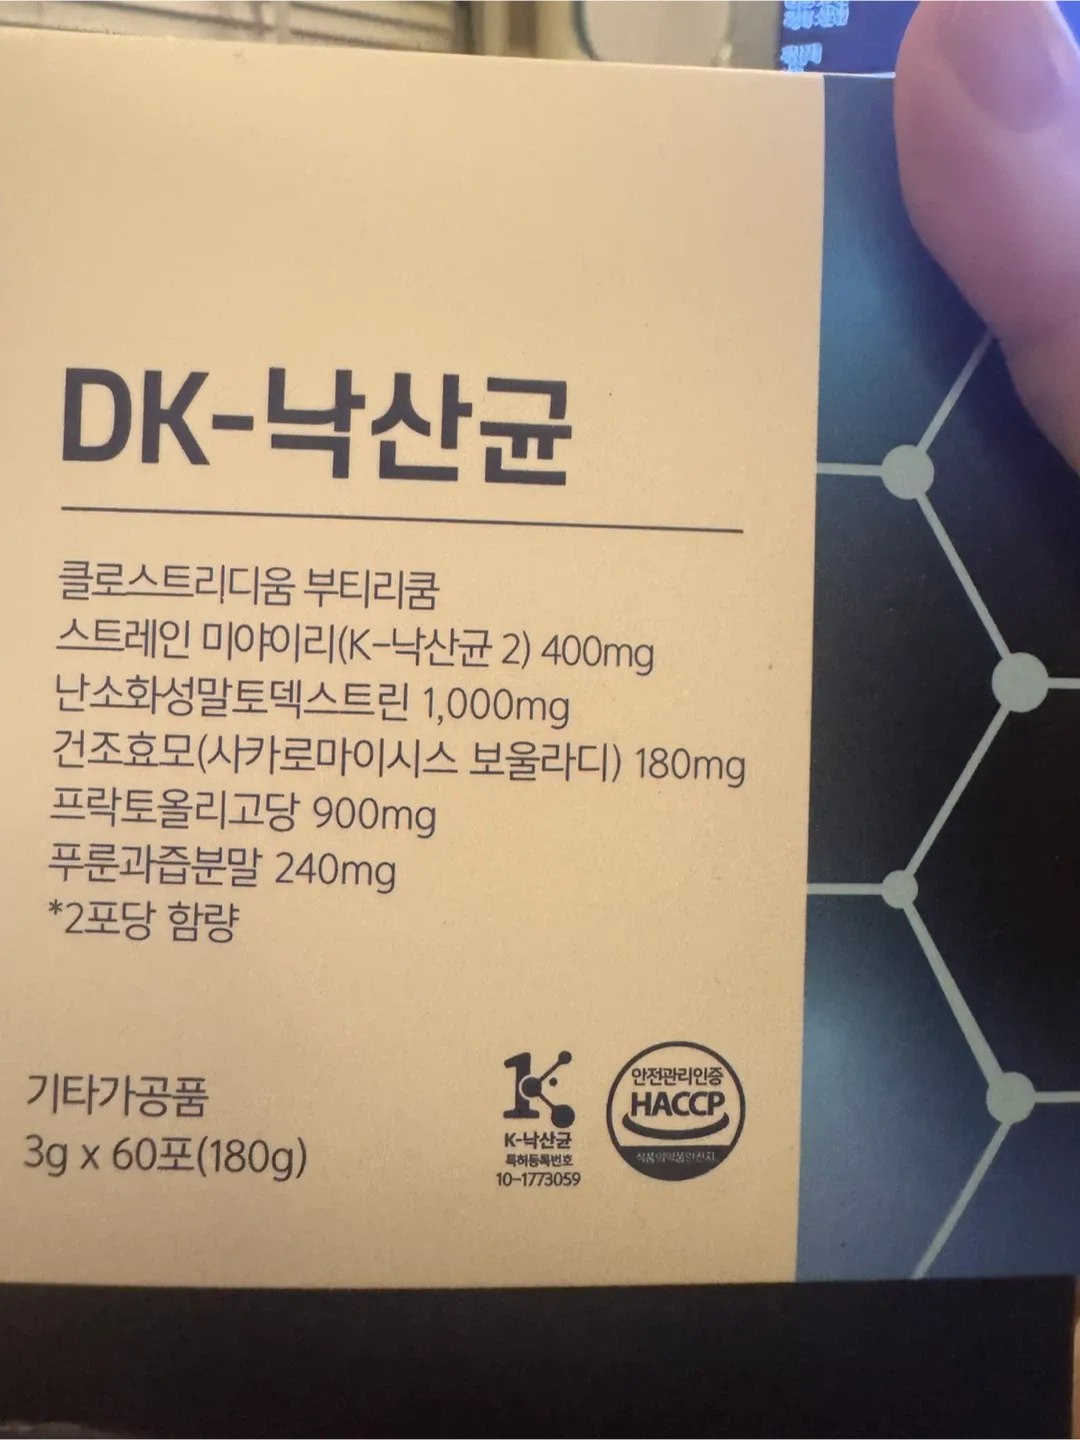 DK-낙산균
클로스트리디움 부티리쿰
스트레인 미야이리(K-낙산균 2) 400mg
난소화성말토덱스트린 1,000mg
건조효모(사카로마이시스 보울라디) 180mg
프락토올리고당 900mg
푸룬과즙분말 240mg
*2포당 함량
기타가공품
3g x 60포(180g)
1K
K-낙산균
특허등록번호
10-1773059
안전관리인증
HACCP